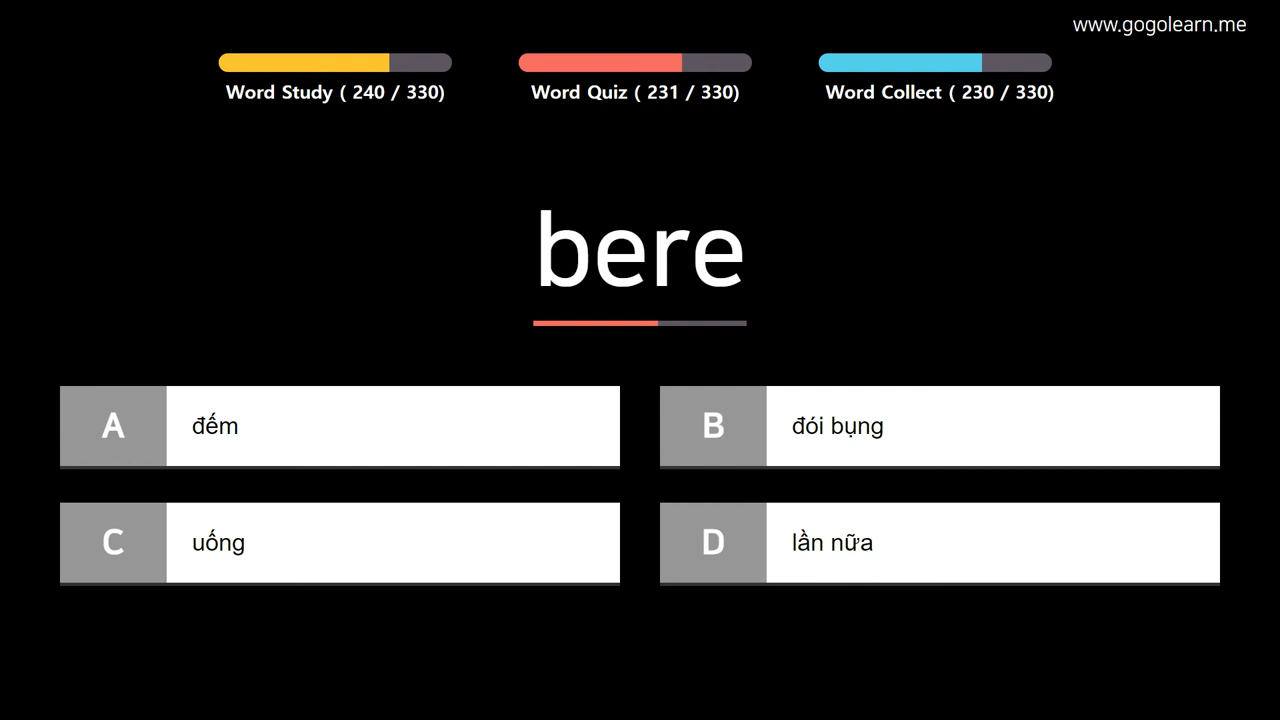 www.gogolearn.me
Word Study ( 240 / 330)
Word Quiz ( 231 / 330)
Word Collect ( 230 / 330)
bere
A
đếm
B
đói bụng
C
uống
D
lần nữa